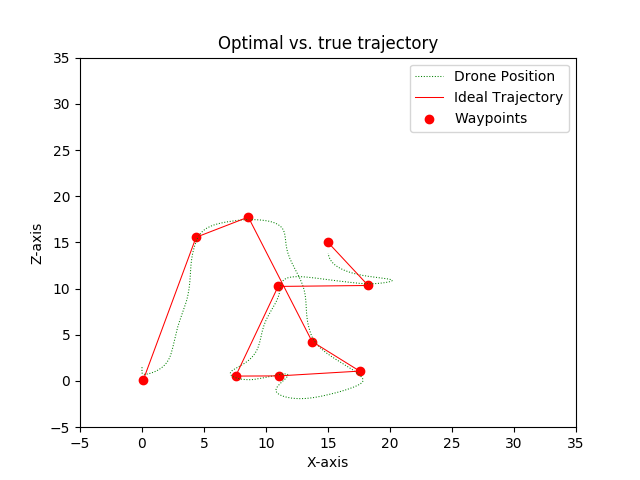 Optimal vs. true trajectory
Drone Position
Ideal Trajectory
Waypoints
Z-axis
35
30
25
20
15
10
5
0
−5
−5 0 5 10 15 20 25 30 35
X-axis